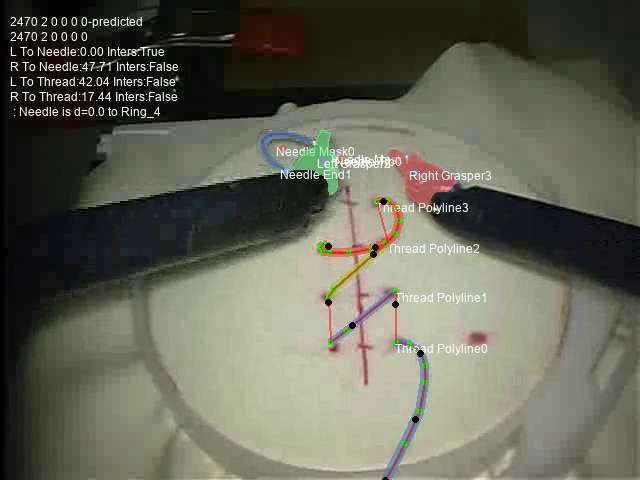 2470 2 0 0 0 0-predicted
2470 2 0 0 0 0
L To Needle:0.00 Inters:True
R To Needle:47.71 Inters:False
L To Thread:42.04 Inters:False
R To Thread:17.44 Inters:False
: Needle is d=0.0 to Ring_4
Needle Mask0
Needle End1
Right Grasper3
Thread Polyline3
Thread Polyline2
Thread Polyline1
Thread Polyline0